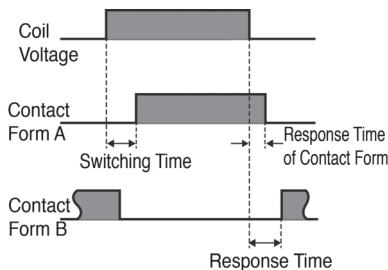 Coil
Voltage
Contact
Form A
Switching Time
Response Time
of Contact Form
Contact
Form B
Response Time